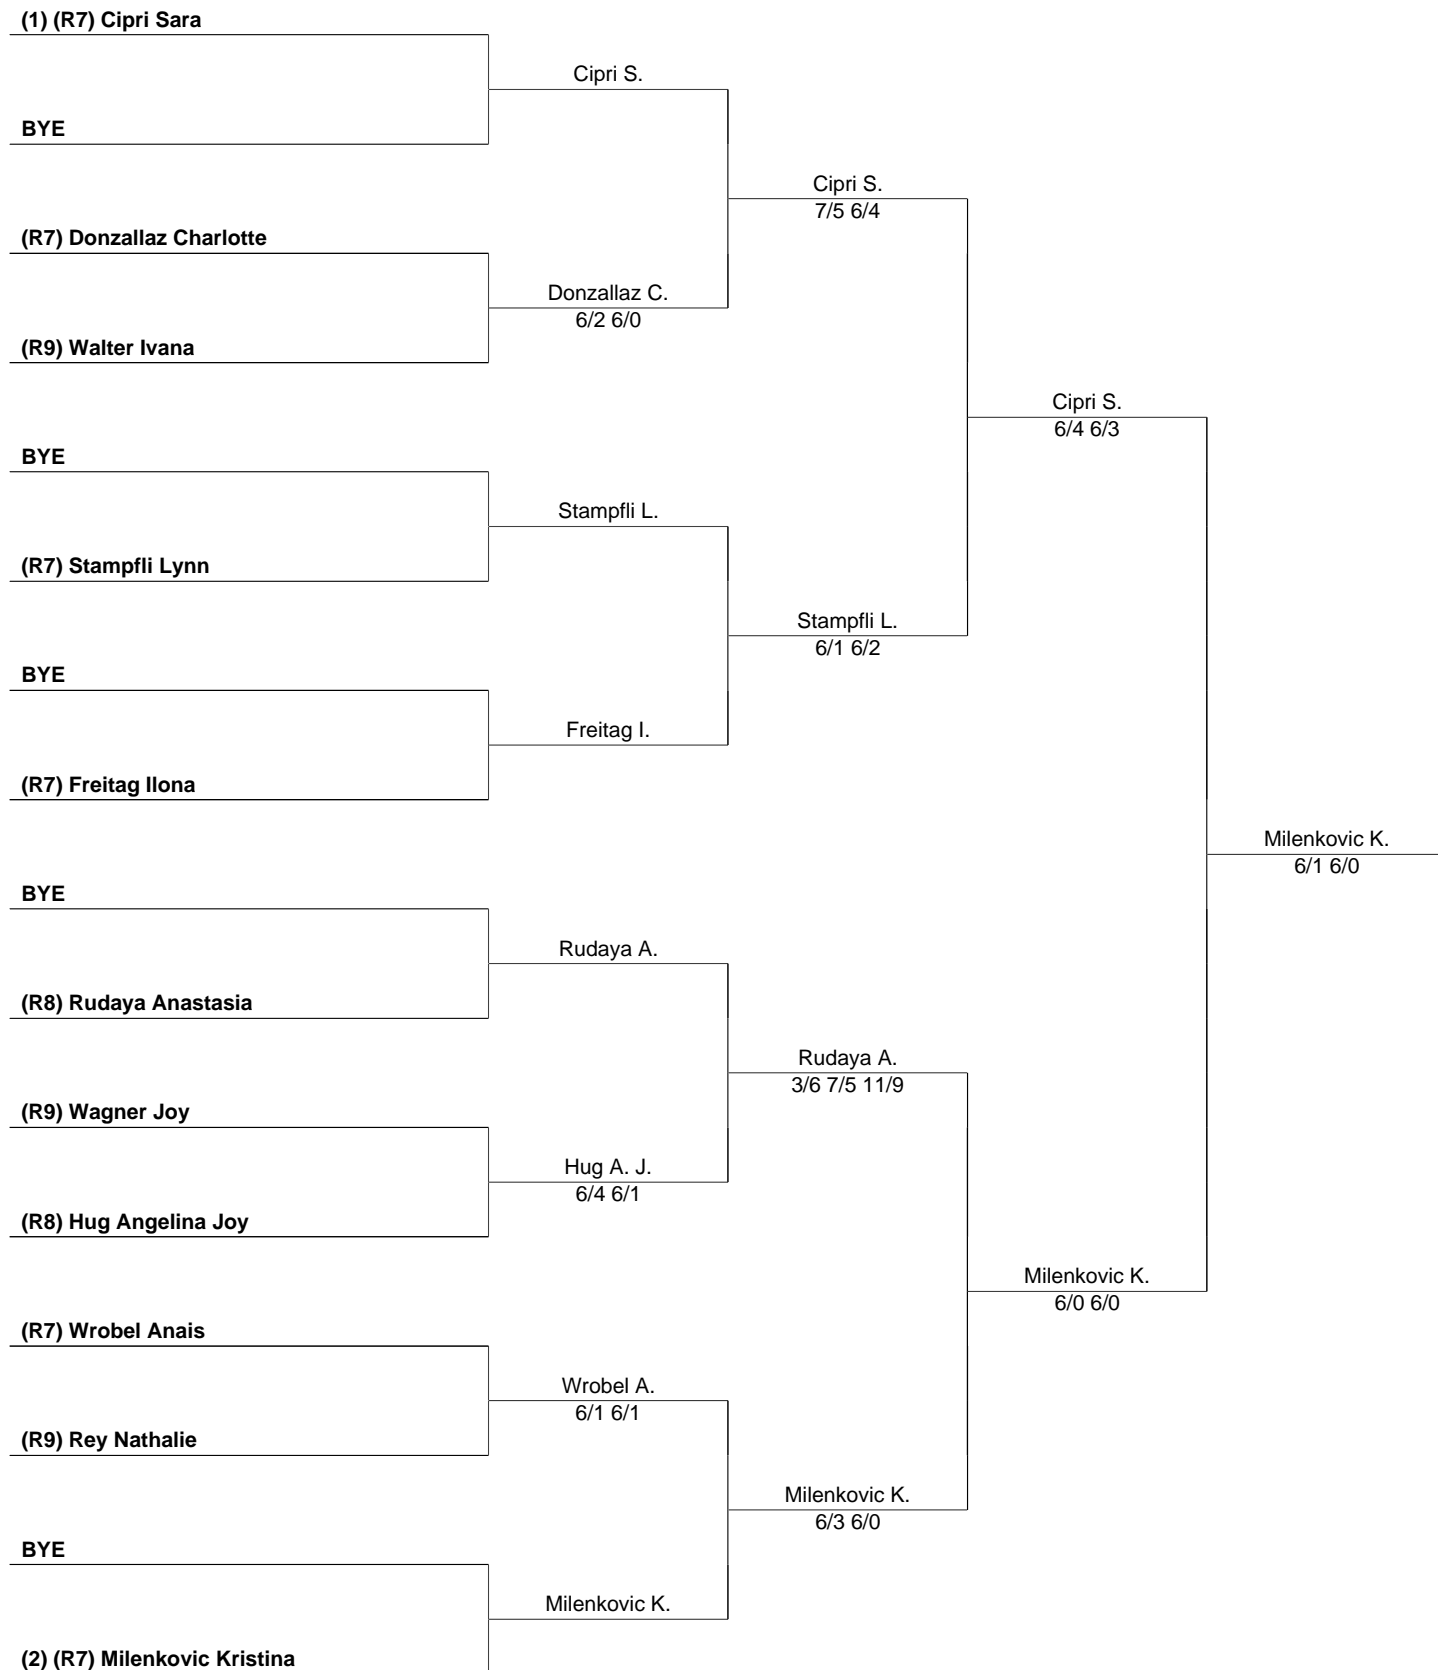 (1) (R7) Cipri Sara
Cipri S.
BYE
Cipri S.
7/5 6/4
(R7) Donzallaz Charlotte
Donzallaz C.
6/2 6/0
(R9) Walter Ivana
Cipri S.
6/4 6/3
BYE
Stampfli L.
(R7) Stampfli Lynn
Stampfli L.
6/1 6/2
BYE
Freitag I.
(R7) Freitag Ilona
Milenkovic K.
6/1 6/0
BYE
Rudaya A.
(R8) Rudaya Anastasia
Rudaya A.
3/6 7/5 11/9
(R9) Wagner Joy
Hug A. J.
6/4 6/1
(R8) Hug Angelina Joy
Milenkovic K.
6/0 6/0
(R7) Wrobel Anais
Wrobel A.
6/1 6/1
(R9) Rey Nathalie
Milenkovic K.
6/3 6/0
BYE
Milenkovic K.
(2) (R7) Milenkovic Kristina